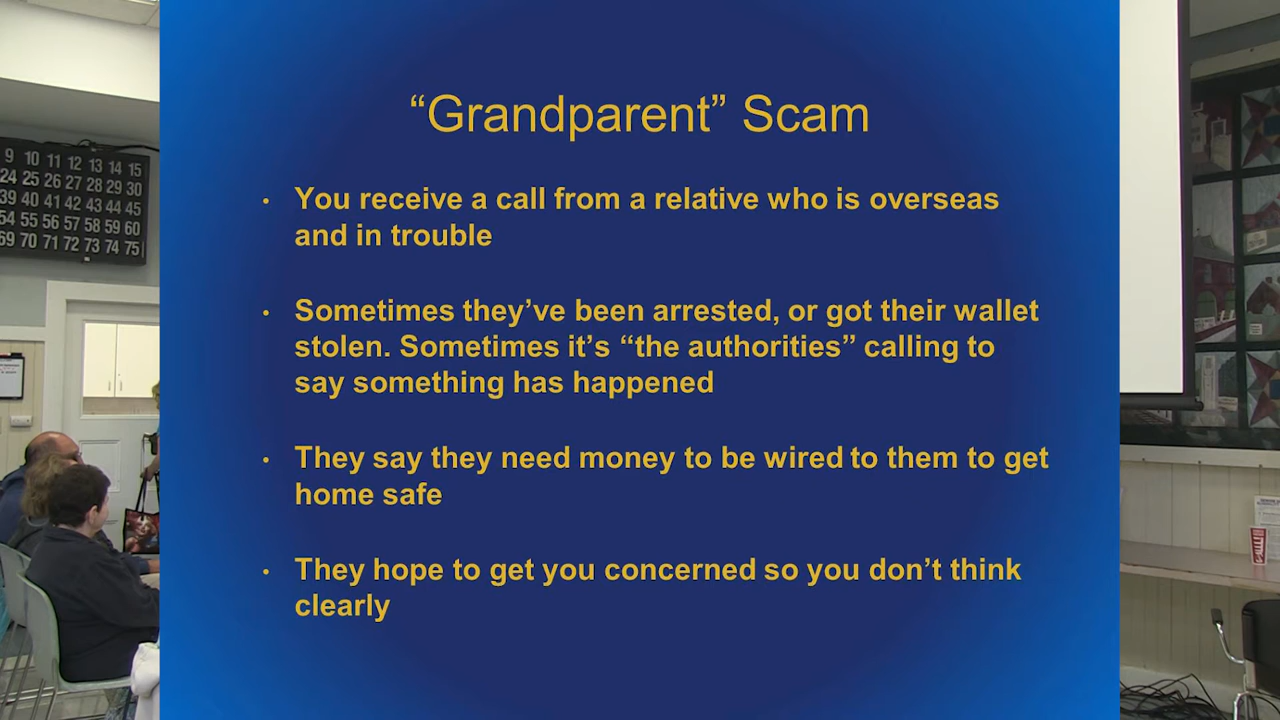 “Grandparent” Scam
• You receive a call from a relative who is overseas
and in trouble
• Sometimes they’ve been arrested, or got their wallet
stolen. Sometimes it’s “the authorities” calling to
say something has happened
• They say they need money to be wired to them to get
home safe
• They hope to get you concerned so you don’t think
clearly
9 10 11 12 13 14 15
24 25 26 27 28 29 30
39 40 41 42 43 44 45
54 55 56 57 58 59 60
69 70 71 72 73 74 75